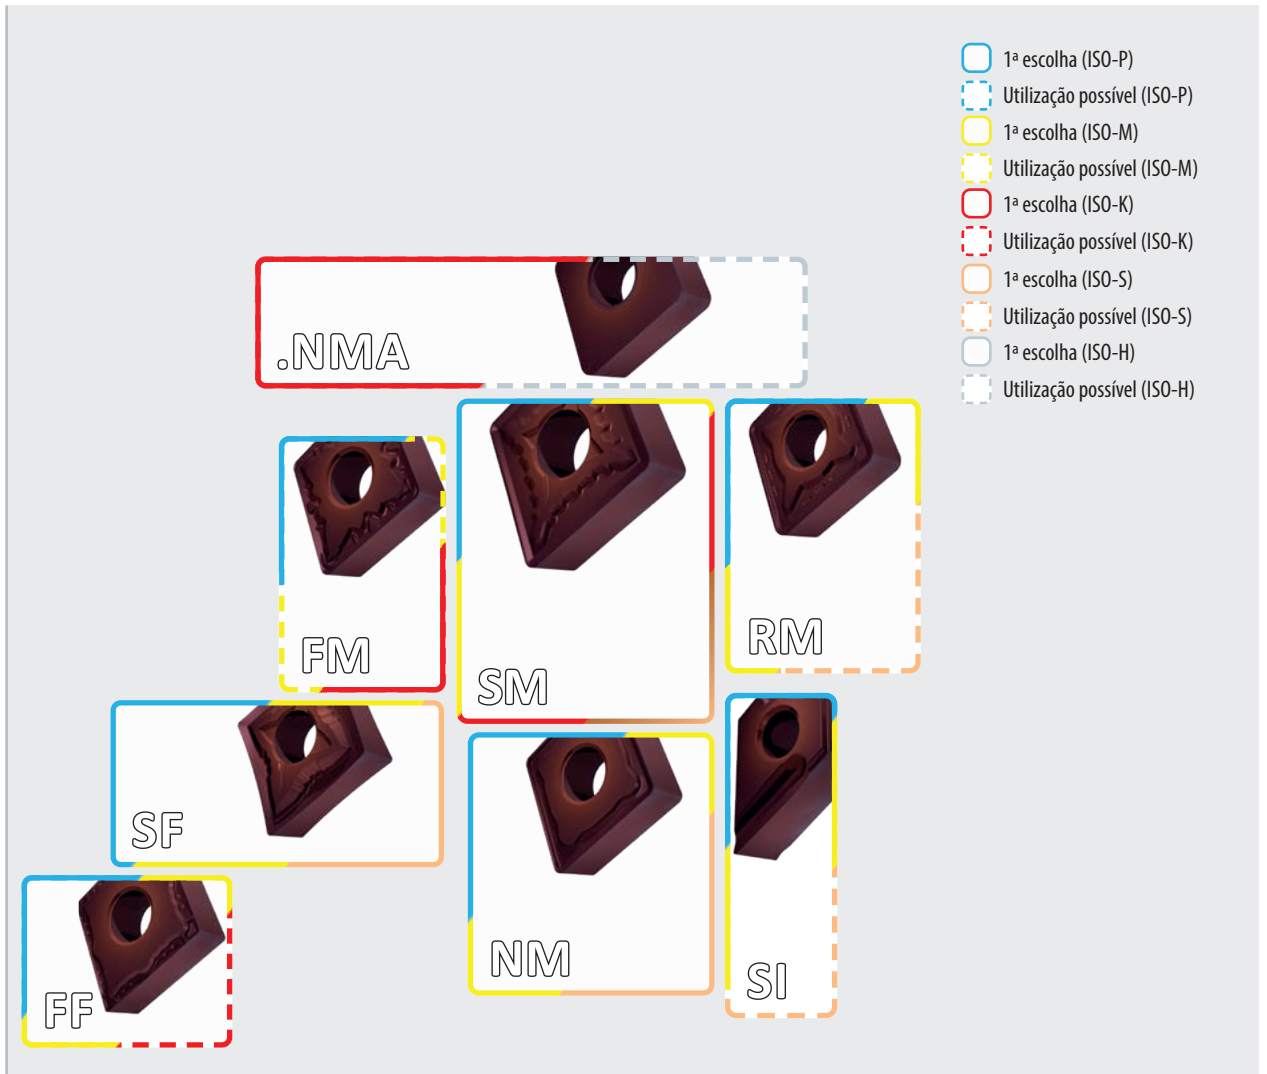 1ª escolha (ISO-P)
Utilização possível (ISO-P)
1ª escolha (ISO-M)
Utilização possível (ISO-M)
1ª escolha (ISO-K)
Utilização possível (ISO-K)
1ª escolha (ISO-S)
Utilização possível (ISO-S)
1ª escolha (ISO-H)
Utilização possível (ISO-H)
.NMA
FM
SM
RM
SF
NM
SI
FF